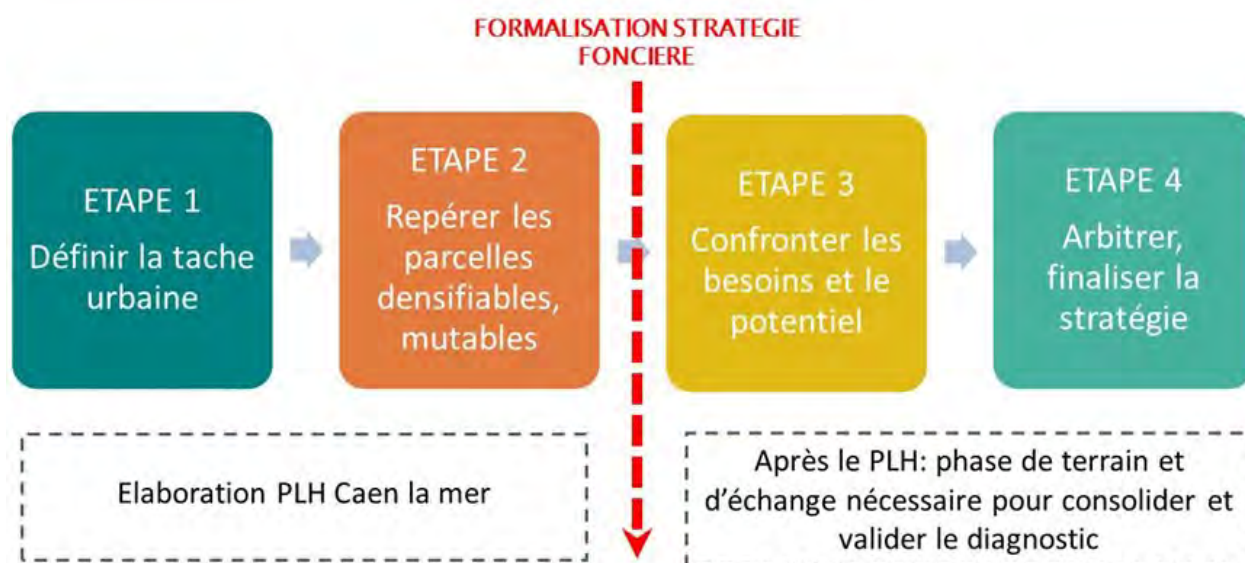 FORMALISATION STRATEGIE
FONCIERE
ETAPE 1
Définir la tache
urbaine
ETAPE 2
Repérer les
parcelles
densifiables,
mutables
ETAPE 3
Confronter les
besoins et le
potentiel
ETAPE 4
Arbitrer,
finaliser la
stratégie
Elaboration PLH Caen la mer
Après le PLH: phase de terrain et
d'échange nécessaire pour consolider et
valider le diagnostic